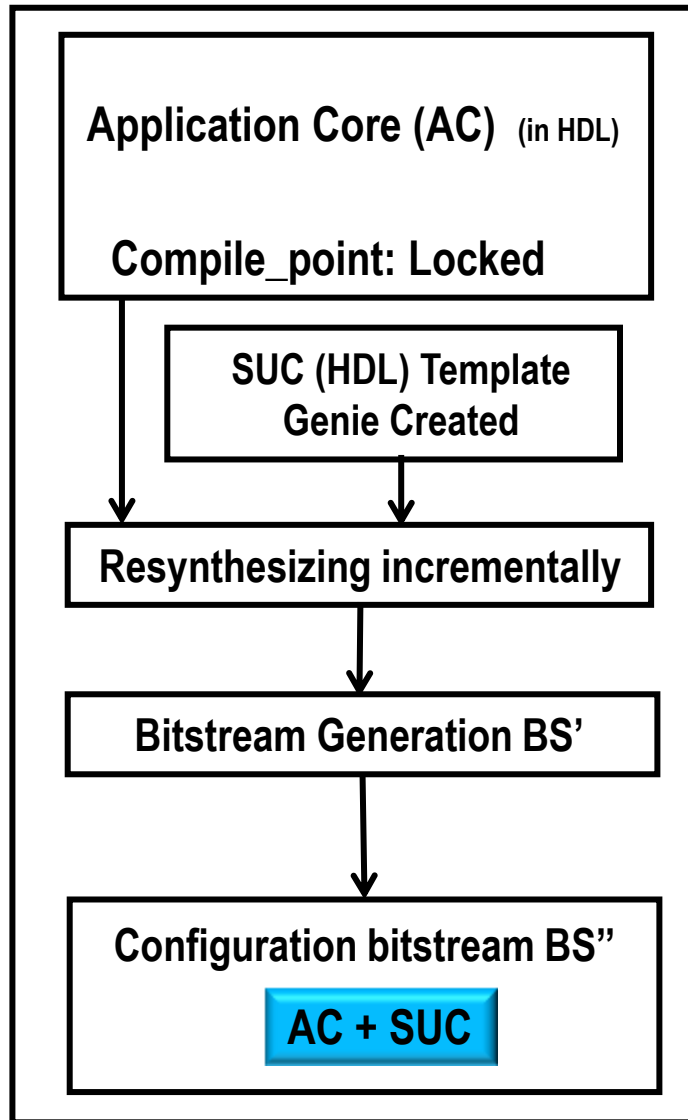 Application Core (AC) (in HDL)
Compile_point: Locked
SUC (HDL) Template
Genie Created
Resynthesizing incrementally
Bitstream Generation BS’
Configuration bitstream BS”
AC + SUC